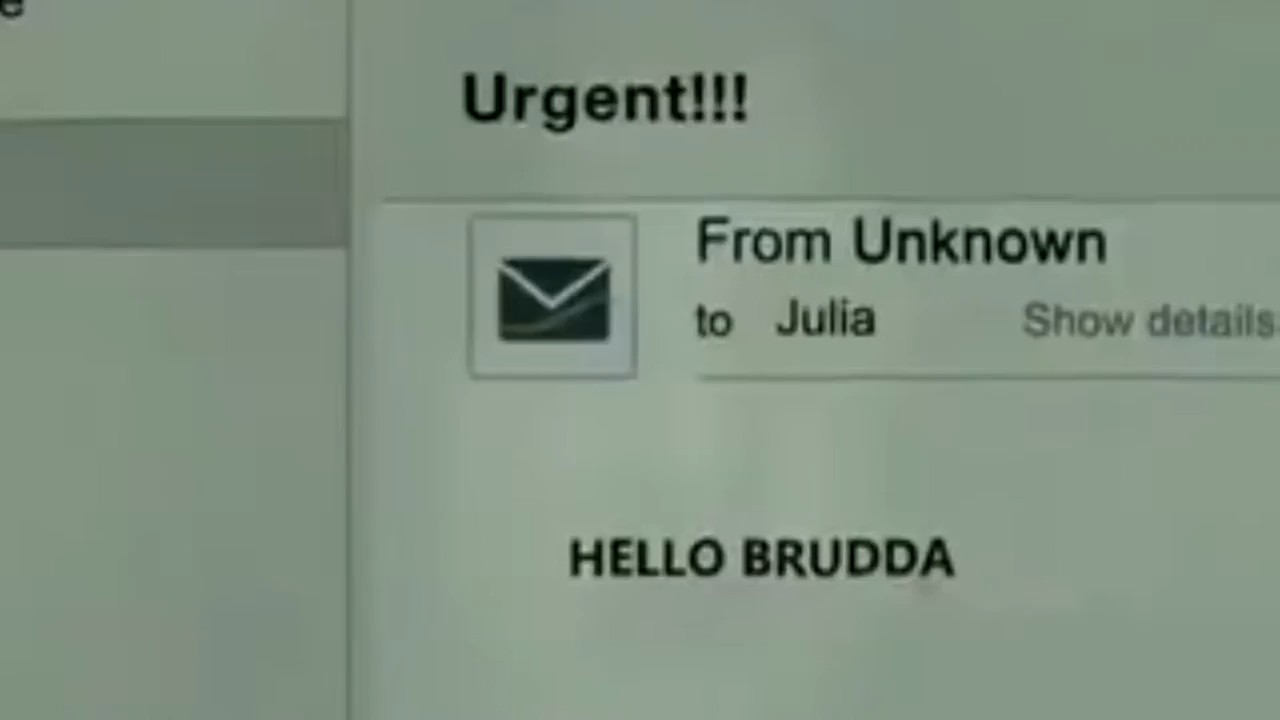 e
Urgent!!!
From Unknown
to Julia Show details
HELLO BRUDDA